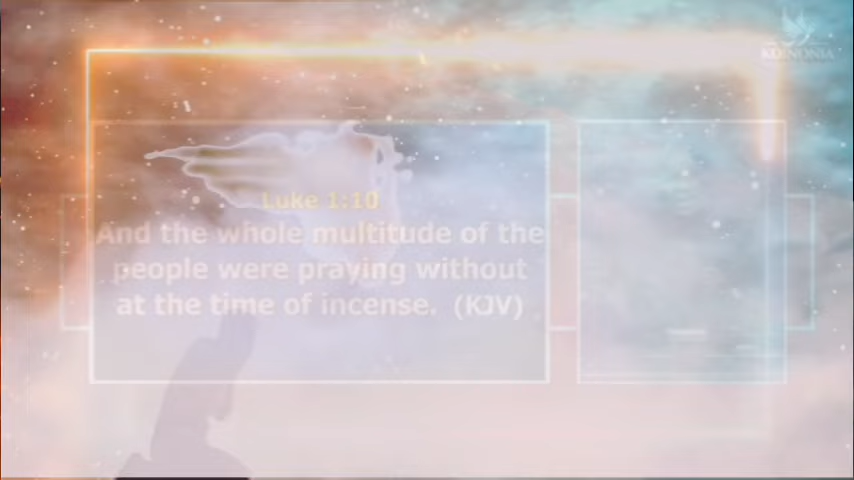 KOINONIA
Luke 1:10
And the whole multitude of the
people were praying without
at the time of incense. (KJV)